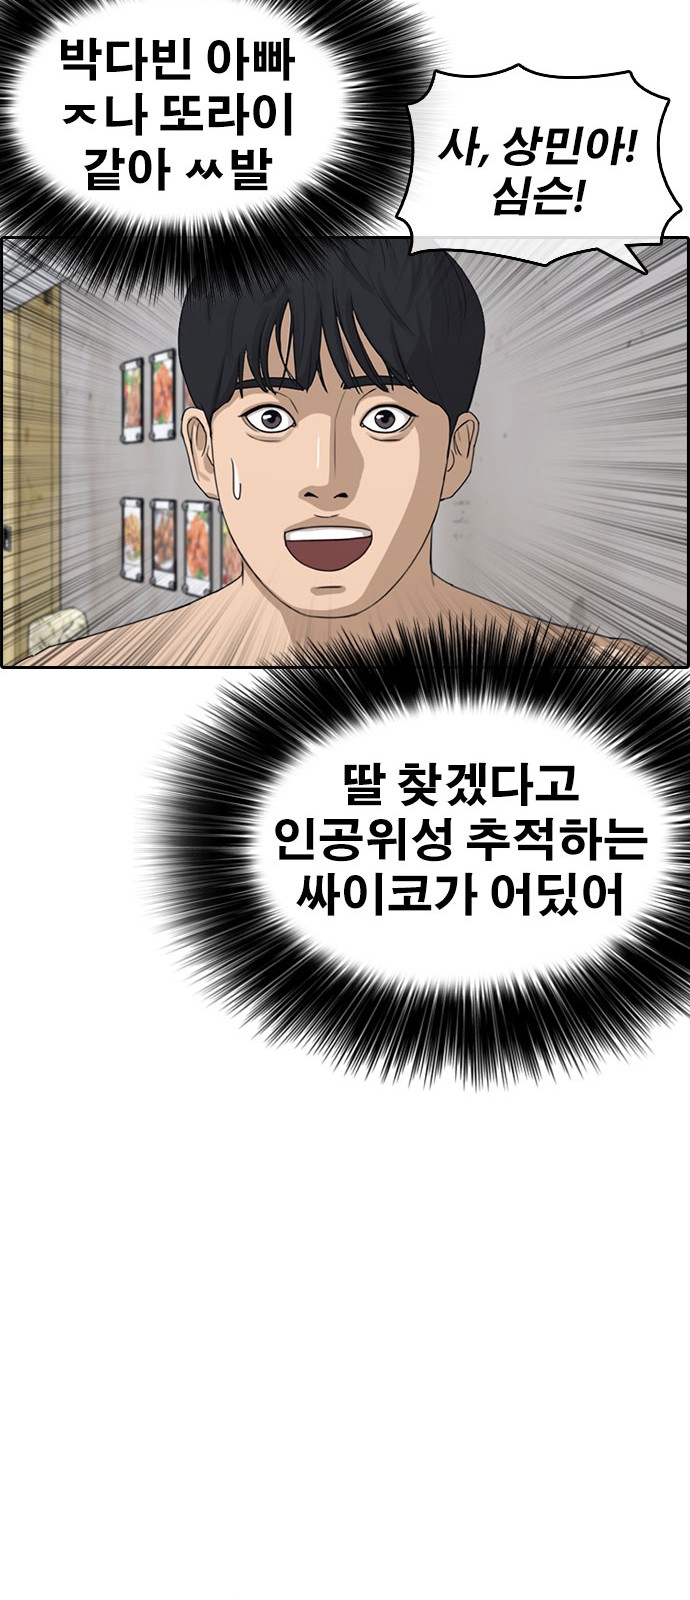 박다빈 아빠
ㅈ나 또라이
같아 ㅆ발
사, 상민아!
심슨!
딸 찾겠다고
인공위성 추적하는
싸이코가 어딨어